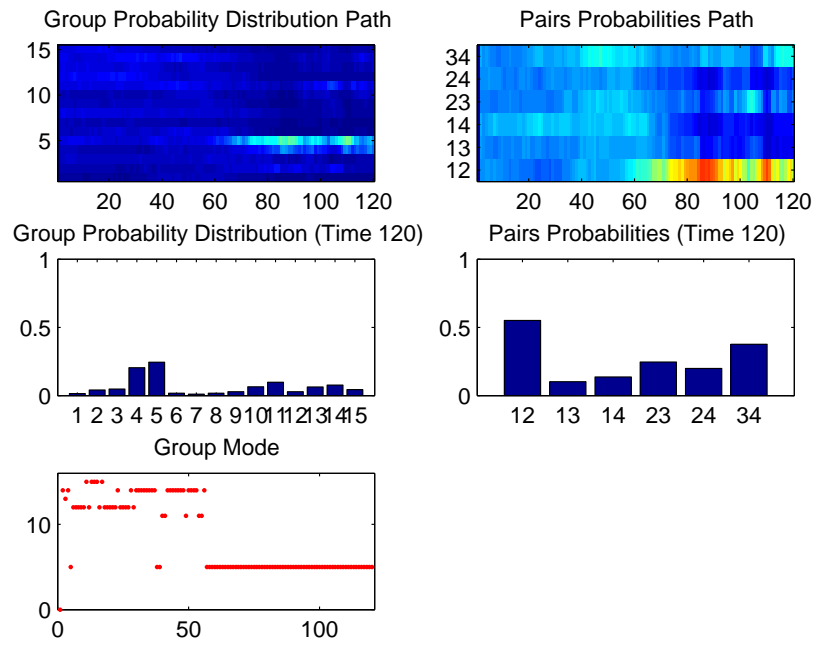 Group Probability Distribution Path
Pairs Probabilities Path
15
10
5
20 40 60 80 100 120
34
24
23
14
13
12
20 40 60 80 100 120
Group Probability Distribution (Time 120)
Pairs Probabilities (Time 120)
1
0.5
0
1 2 3 4 5 6 7 8 9 10 11 12 13 14 15
1
0.5
0
12 13 14 23 24 34
Group Mode
10
0
0 50 100